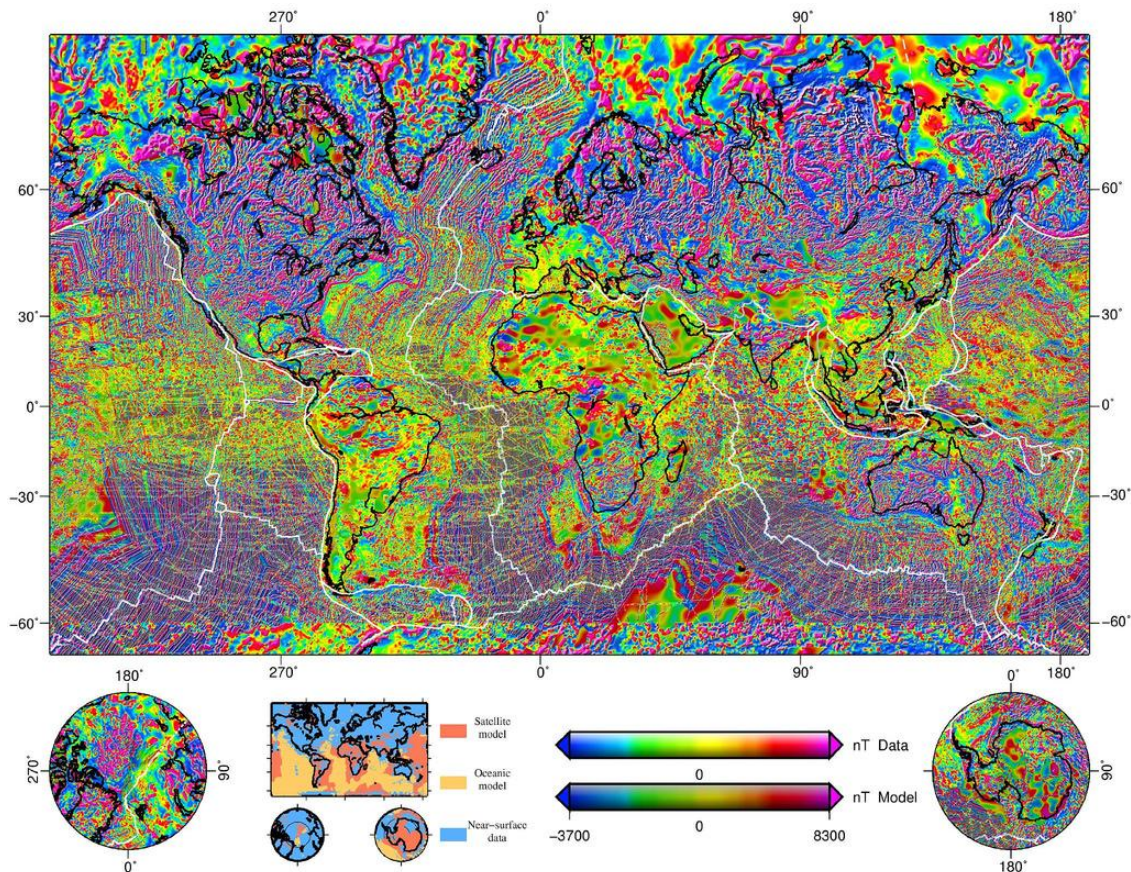 270° 0° 90° 180°
60° 60°
30° 30°
0° 0°
−30° −30°
−60° −60°
270° 0° 90° 180°
180° 0°
Satellite
model
nT Data
0
270° 90° 90°
Oceanic
model
nT Model
Near−surface
data
−3700 0 8300
0° 180°